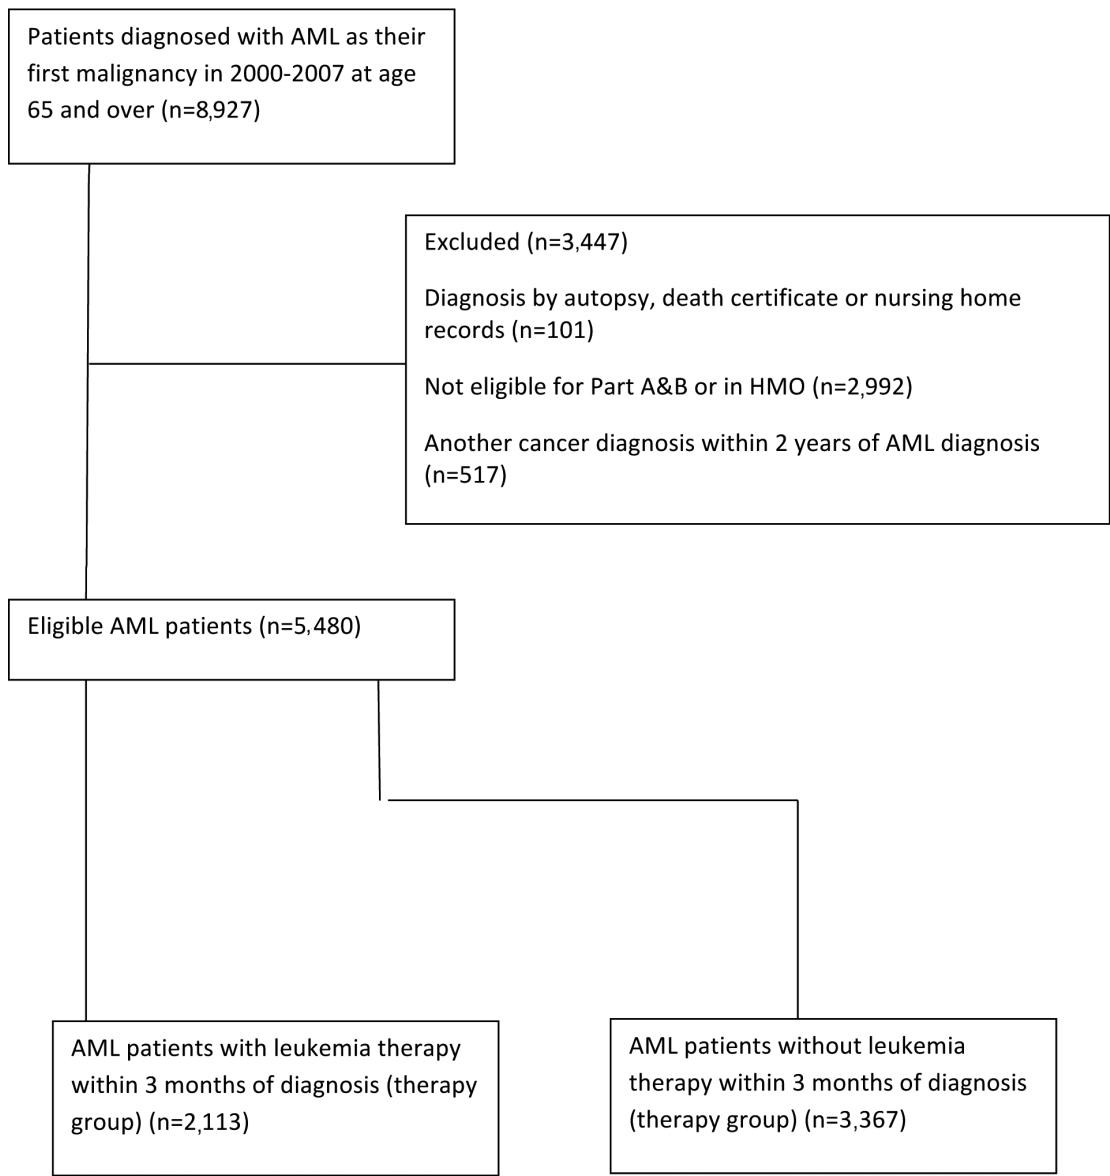 Patients diagnosed with AML as their
first malignancy in 2000-2007 at age
65 and over (n=8,927)
Excluded (n=3,447)
Diagnosis by autopsy, death certificate or nursing home
records (n=101)
Not eligible for Part A&B or in HMO (n=2,992)
Another cancer diagnosis within 2 years of AML diagnosis
(n=517)
Eligible AML patients (n=5,480)
AML patients with leukemia therapy
within 3 months of diagnosis (therapy
group) (n=2,113)
AML patients without leukemia
therapy within 3 months of diagnosis
(therapy group) (n=3,367)